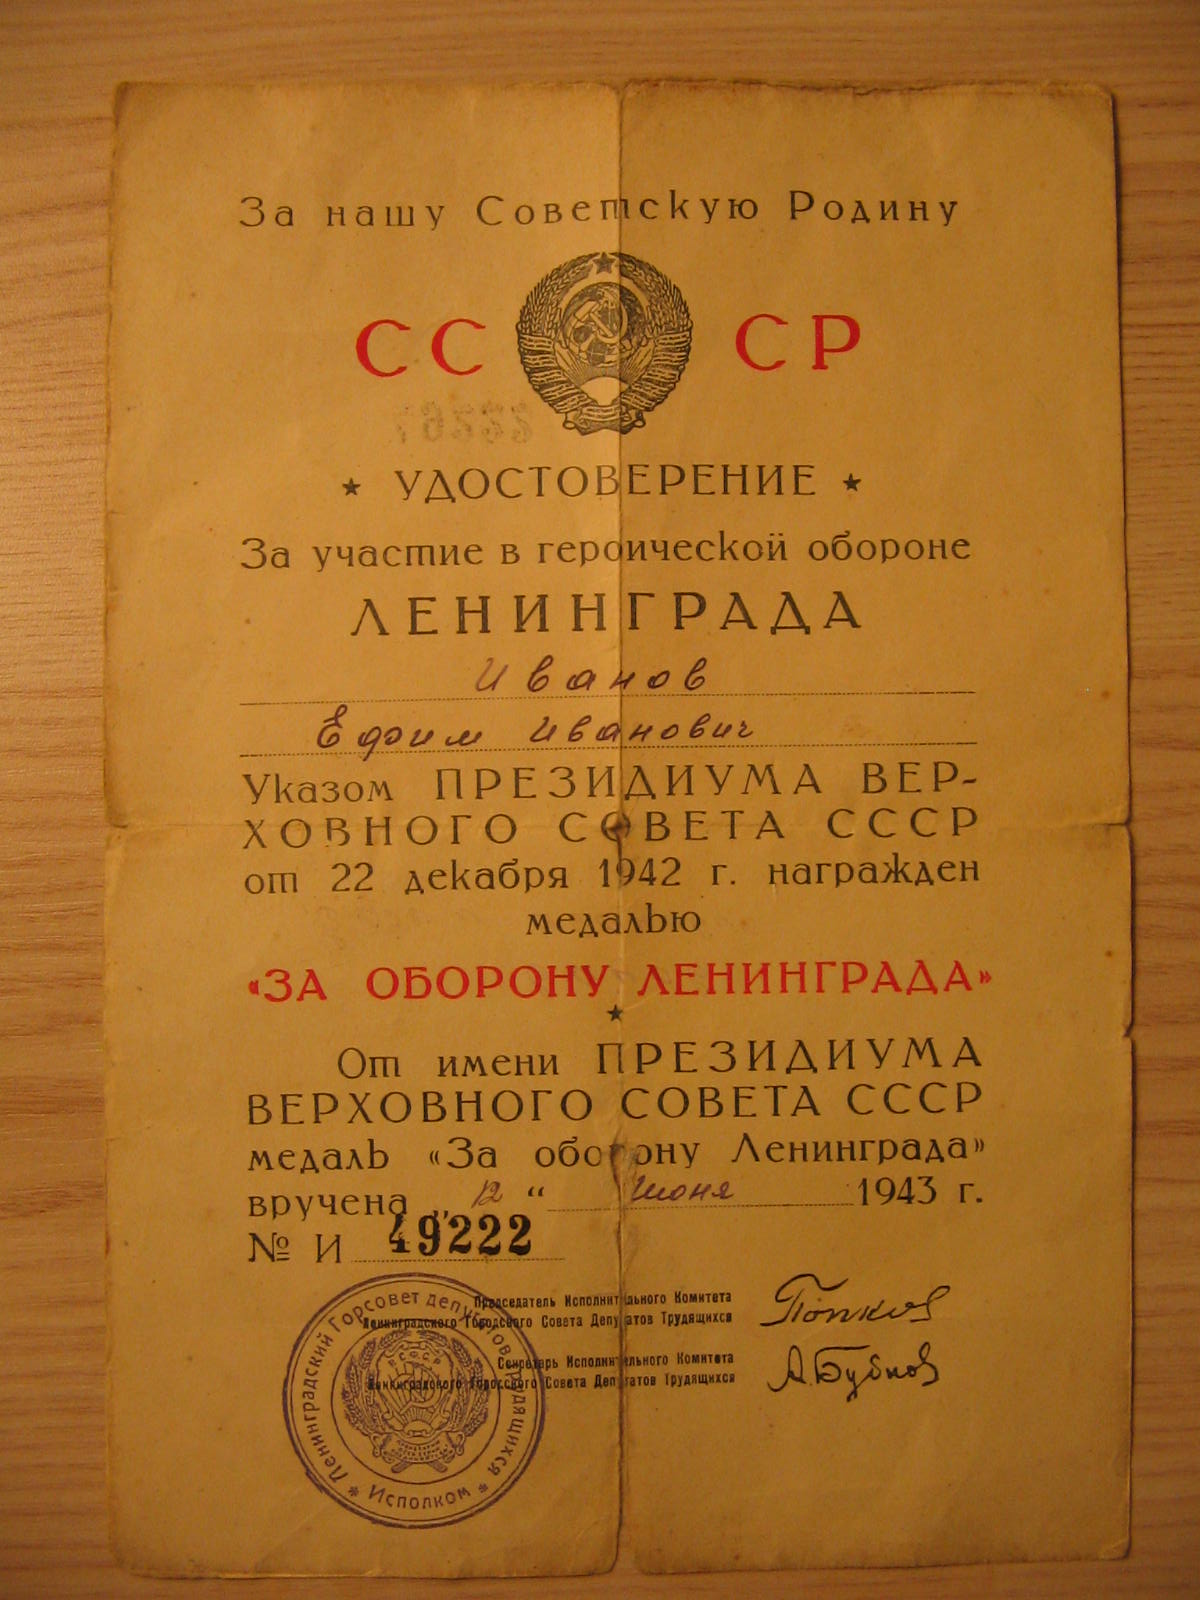 За нашу Советскую Родину
СССР
★ УДОСТОВЕРЕНИЕ ★
За участие в героической обороне
ЛЕНИНГРАДА
Иванов
Ефим Иванович
Указом ПРЕЗИДИУМА ВЕР-
ХОВНОГО СОВЕТА СССР
от 22 декабря 1942 г. награжден
медалью
«ЗА ОБОРОНУ ЛЕНИНГРАДА»
★
От имени ПРЕЗИДИУМА
ВЕРХОВНОГО СОВЕТА СССР
медаль «За оборону Ленинграда»
вручена „12“ Июня 1943 г.
№ И 49222
Председатель Исполнительного Комитета
Ленинградского Городского Совета Депутатов Трудящихся
Попков
Секретарь Исполнительного Комитета
Ленинградского Городского Совета Депутатов Трудящихся
А. Бубнов
Ленинградский Горсовет депутатов трудящихся
* Исполком *
РСФСР